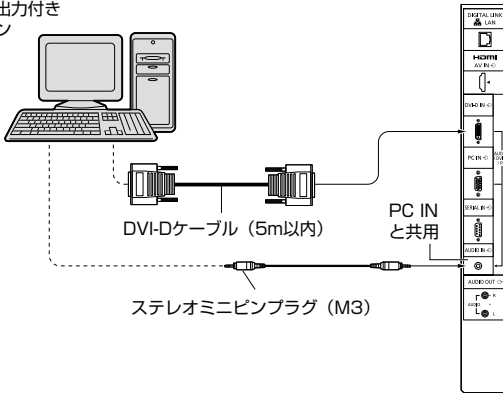 出力付き
ン
DVI-Dケーブル（5m以内）
ステレオミニピンプラグ（M3）
PC IN
と共用
DIGITAL LINK
LAN
HDMI
AV IN
DVI-D IN
PC IN
SERIAL IN
AUDIO IN
AUDIO OUT
AUDIO
R
L